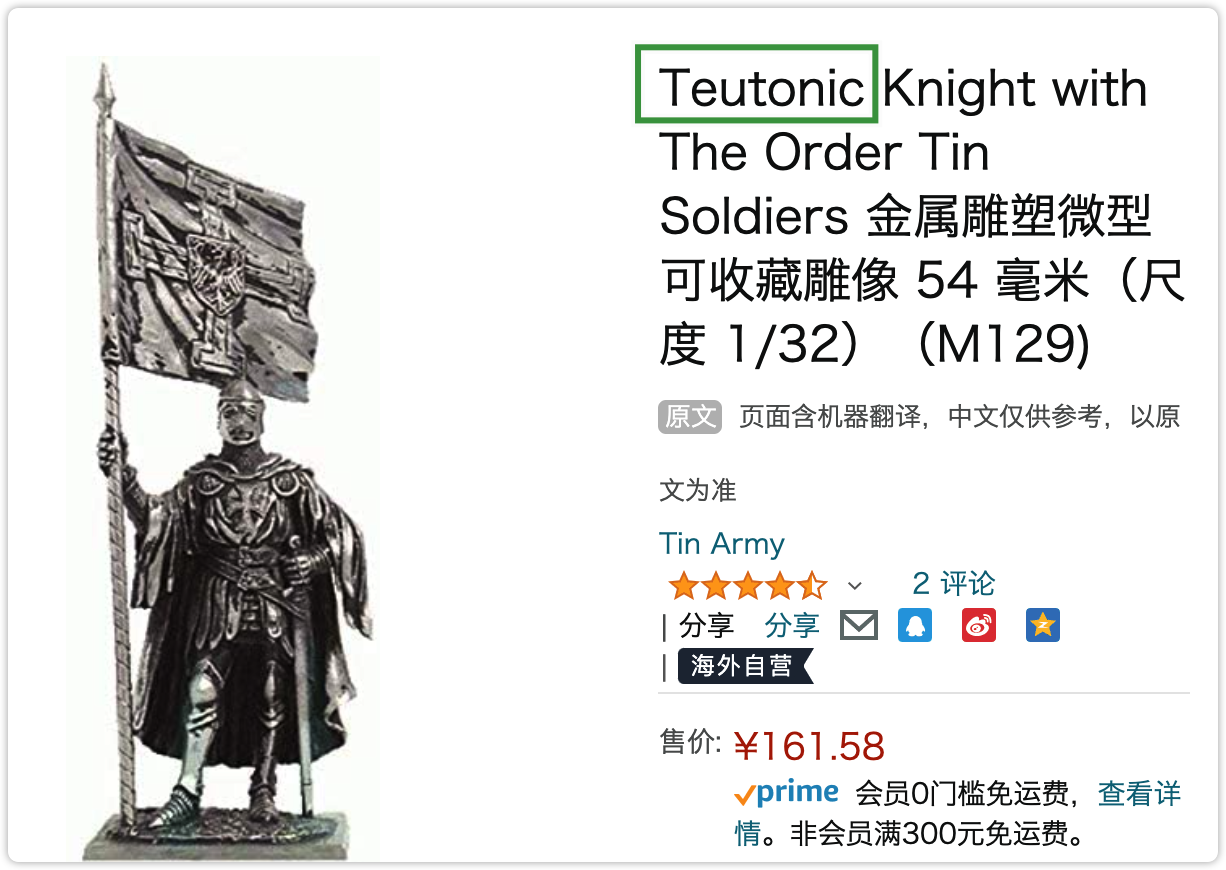 Teutonic Knight with
The Order Tin
Soldiers 金属雕塑微型
可收藏雕像 54 毫米（尺
度 1/32）（M129)
原文 页面含机器翻译，中文仅供参考，以原
文为准
Tin Army
2 评论
| 分享 分享
| 海外自营
售价: ¥161.58
prime 会员0门槛免运费，查看详
情。非会员满300元免运费。